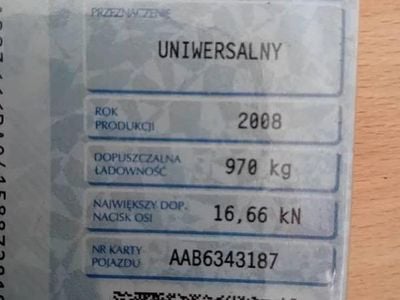 PRZEZNACZENIE
UNIWERSALNY
ROK
PRODUKCJI
2008
DOPUSZCZALNA
ŁADOWNOŚĆ
970 kg
NAJWIĘKSZY DOP.
NACISK OSI
16,66 kN
NR KARTY
POJAZDU
AAB6343187